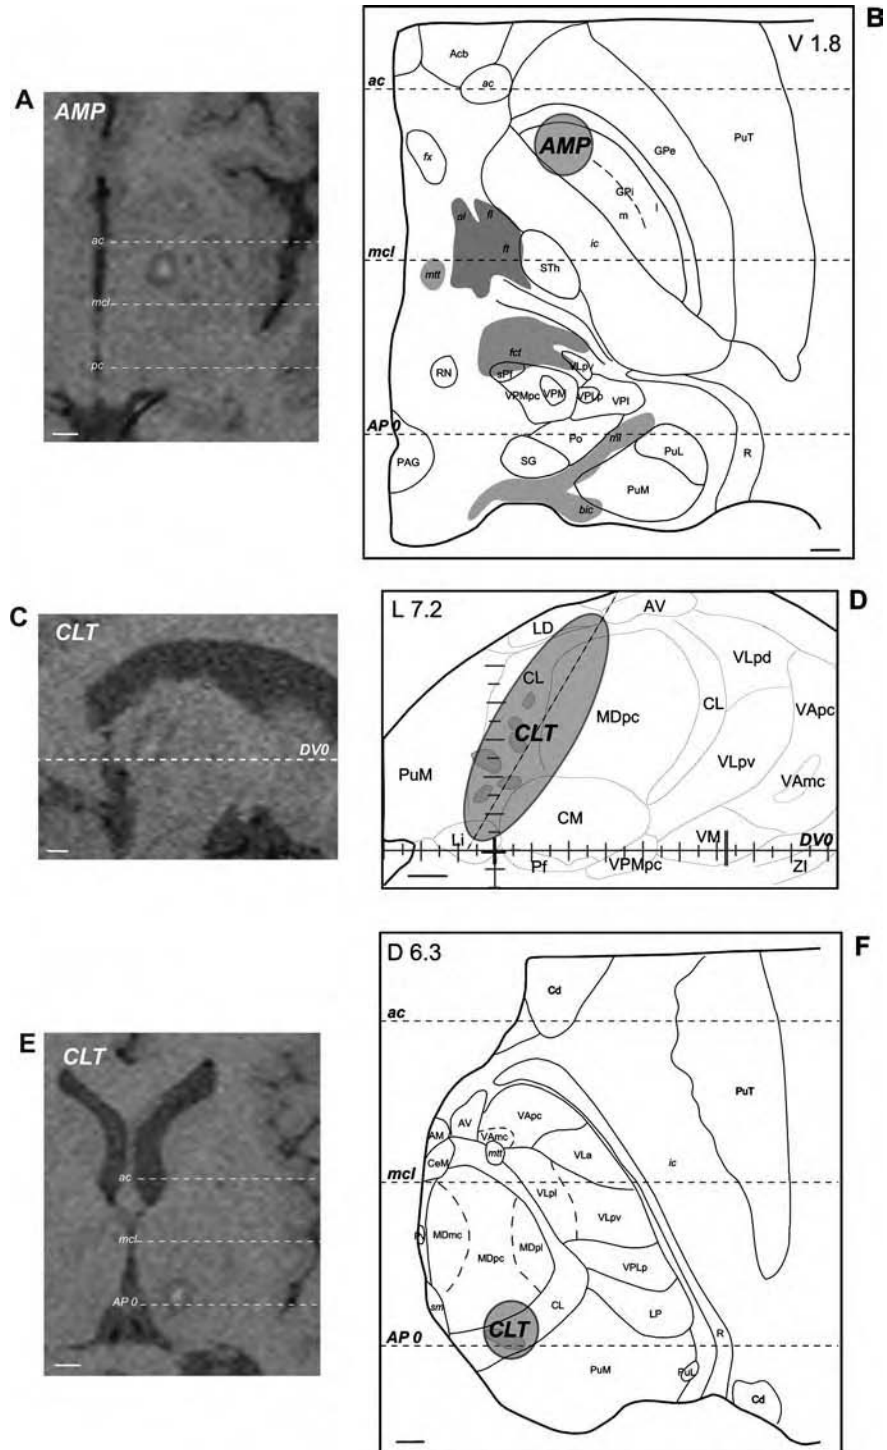 A
AMP
ac
mcl
pc
B
V 1.8
Acb
ac
ac
AMP
GPe
PuT
fx
GPi
m
l
al
fl
ft
ic
mcl
mtt
STh
fct
sPf
VLpv
RN
VPMpc
VPM
VPLp
VPI
AP 0
Po
ml
PAG
SG
PuL
R
PuM
bic
C
CLT
DV0
D
L 7.2
AV
LD
CL
VLpd
MDpc
CL
VApc
CLT
PuM
VLpv
VAmc
CM
Li
VM
DV0
Pf
VPMpc
ZI
E
CLT
ac
mcl
AP 0
F
D 6.3
Cd
ac
PuT
AV
VApc
AM
VAmc
mtt
CeM
VLa
ic
mcl
VLpl
MDmc
VLpv
MDpc
MDpl
VPLp
sm
CL
LP
CLT
R
AP 0
PuM
PuL
Cd